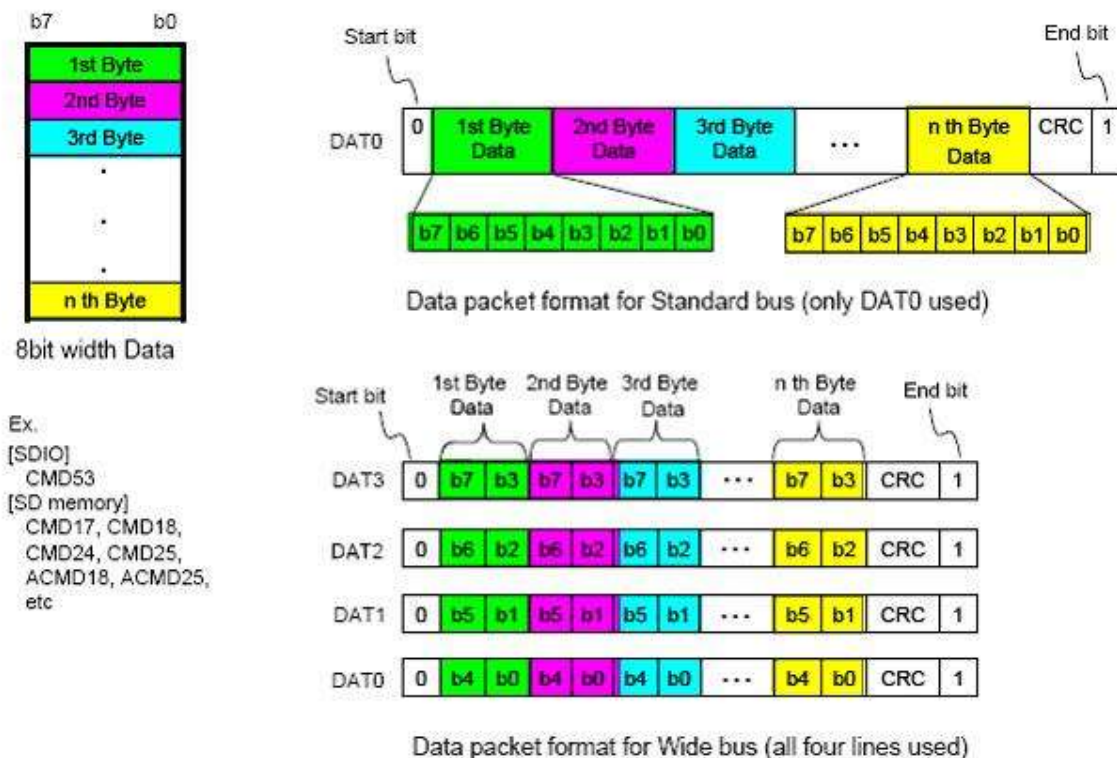 b7 b0
1st Byte
2nd Byte
3rd Byte
.
.
.
n th Byte
8bit width Data
Start bit
End bit
DAT0 0 1st Byte Data 2nd Byte Data 3rd Byte Data ... n th Byte Data CRC 1
b7 b6 b5 b4 b3 b2 b1 b0
b7 b6 b5 b4 b3 b2 b1 b0
Data packet format for Standard bus (only DAT0 used)
Ex.
[SDIO]
CMD53
[SD memory]
CMD17, CMD18,
CMD24, CMD25,
ACMD18, ACMD25,
etc
Start bit
1st Byte Data
2nd Byte Data
3rd Byte Data
n th Byte Data
End bit
DAT3 0 b7 b3 b7 b3 b7 b3 ... b7 b3 CRC 1
DAT2 0 b6 b2 b6 b2 b6 b2 ... b6 b2 CRC 1
DAT1 0 b5 b1 b5 b1 b5 b1 ... b5 b1 CRC 1
DAT0 0 b4 b0 b4 b0 b4 b0 ... b4 b0 CRC 1
Data packet format for Wide bus (all four lines used)